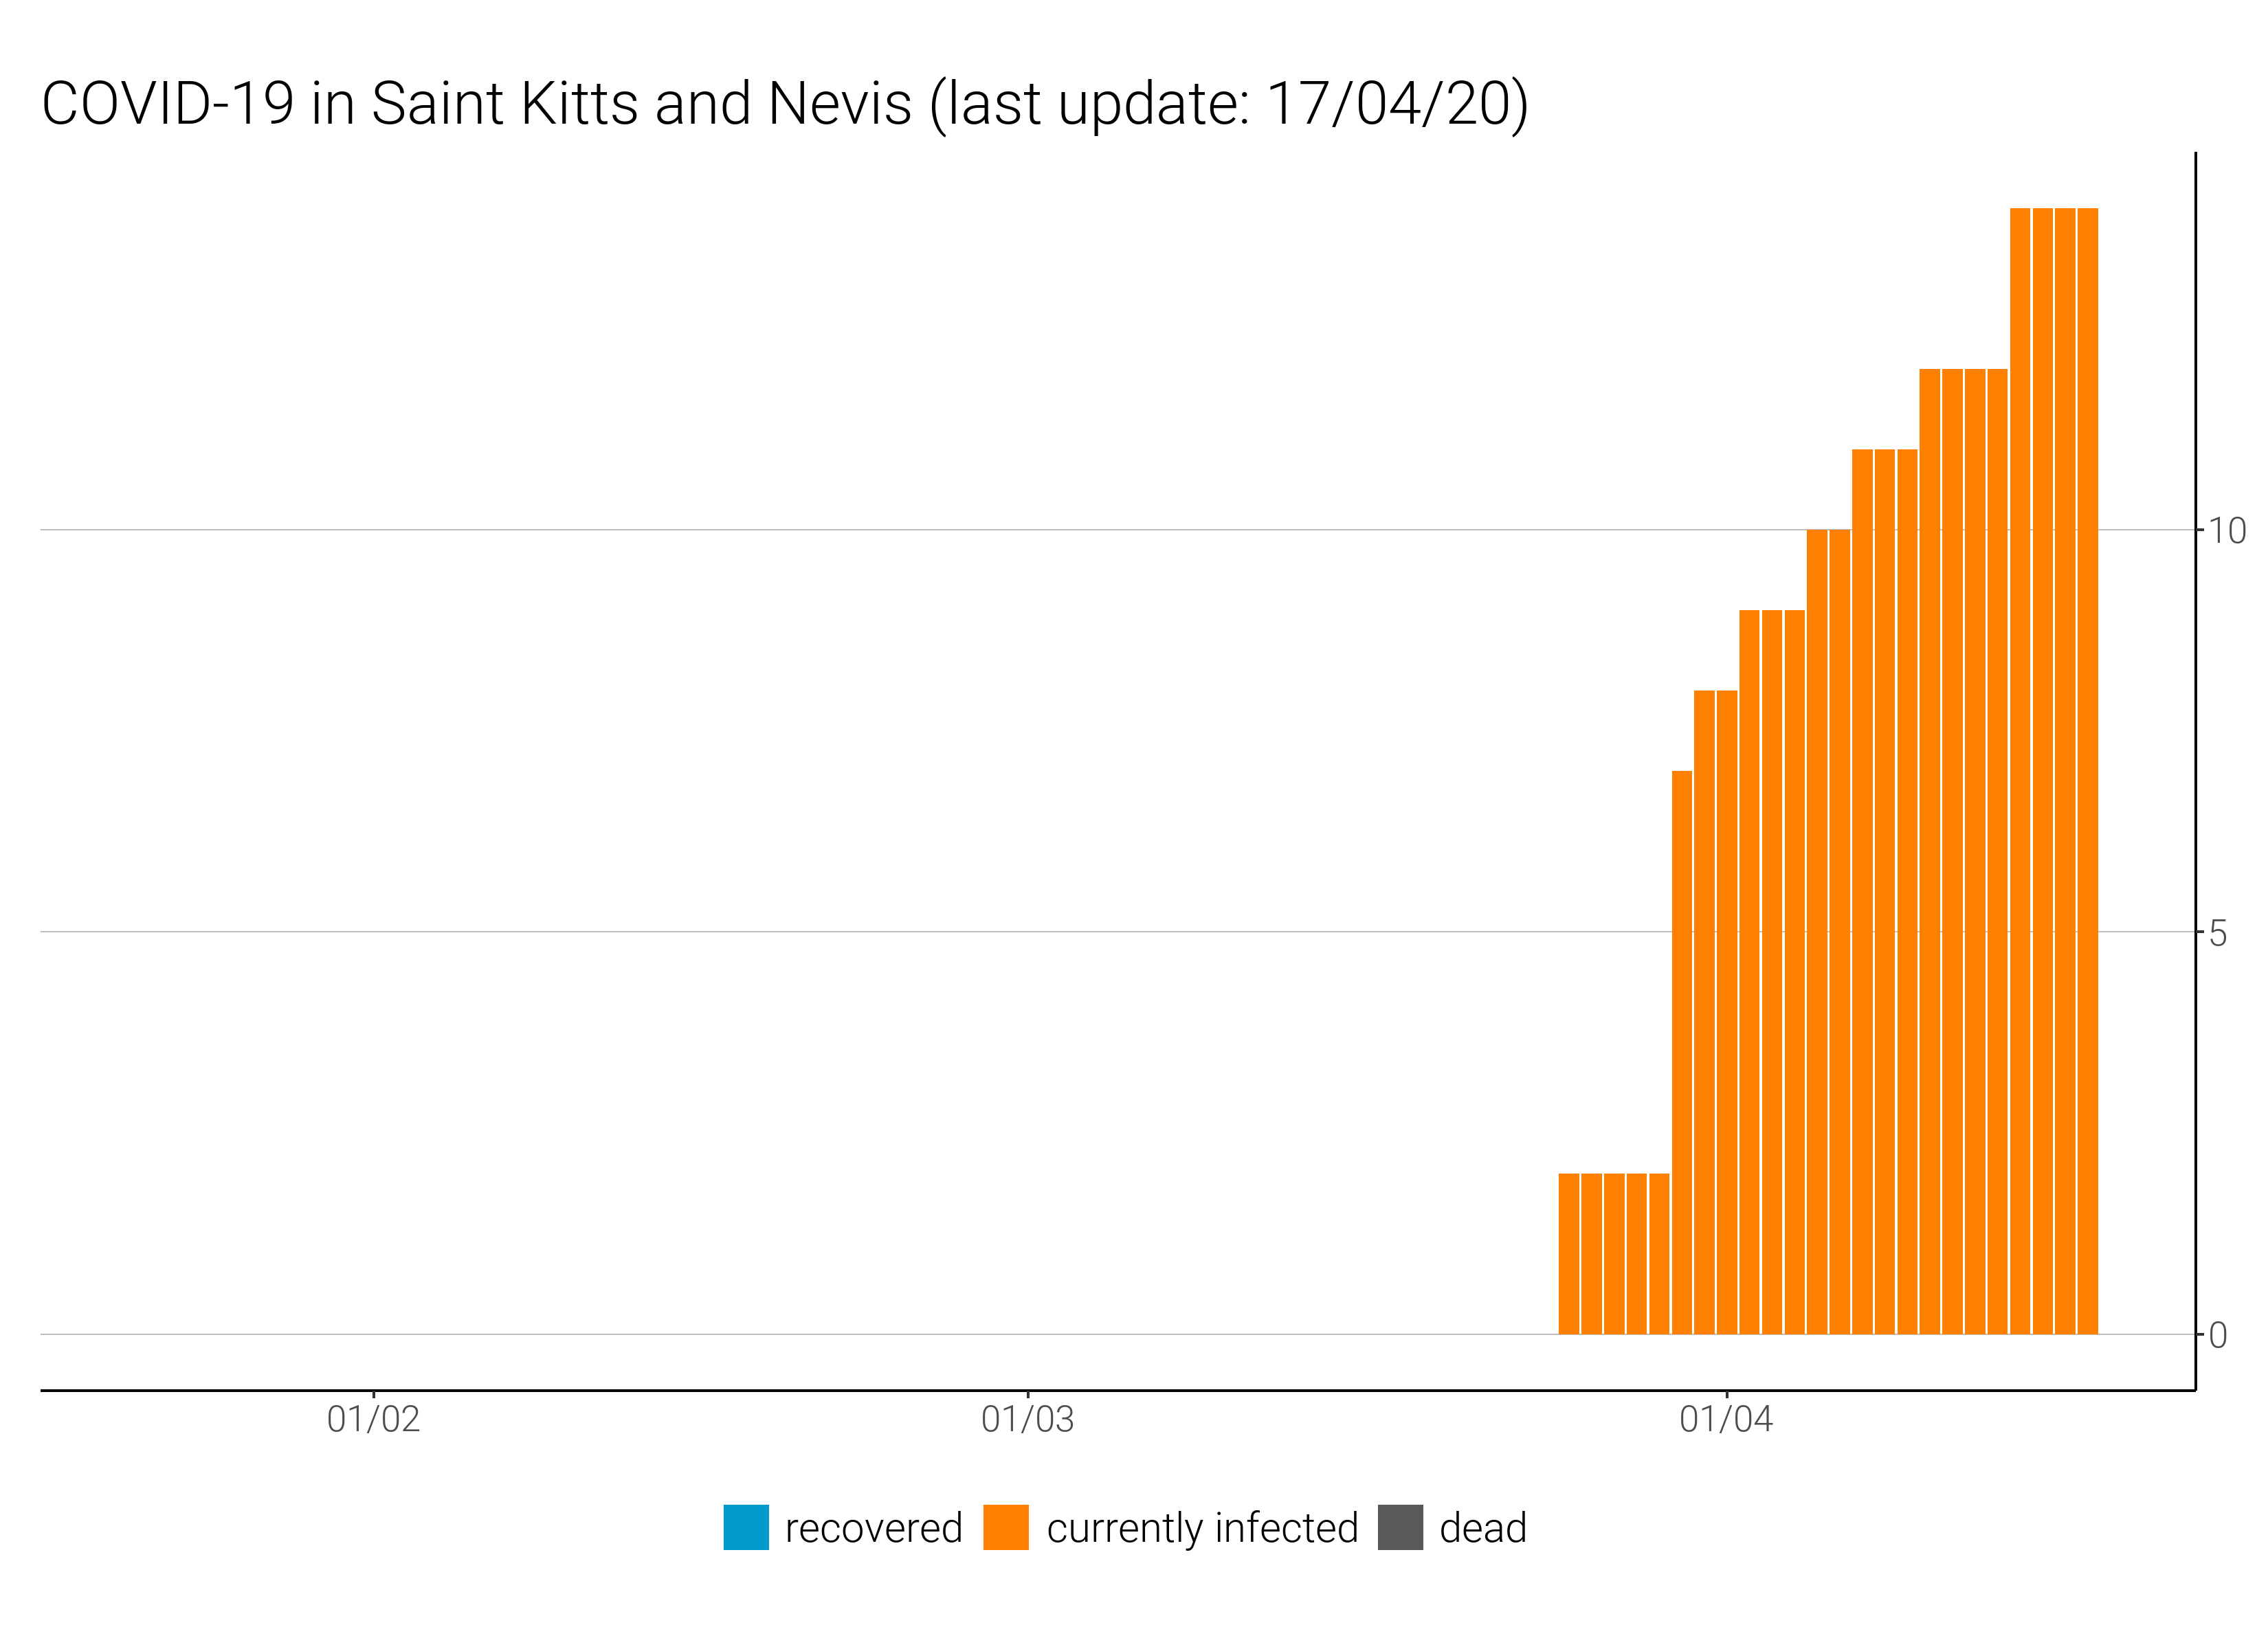 COVID-19 in Saint Kitts and Nevis (last update: 17/04/20)
10
5
0
01/02 01/03 01/04
recovered currently infected dead